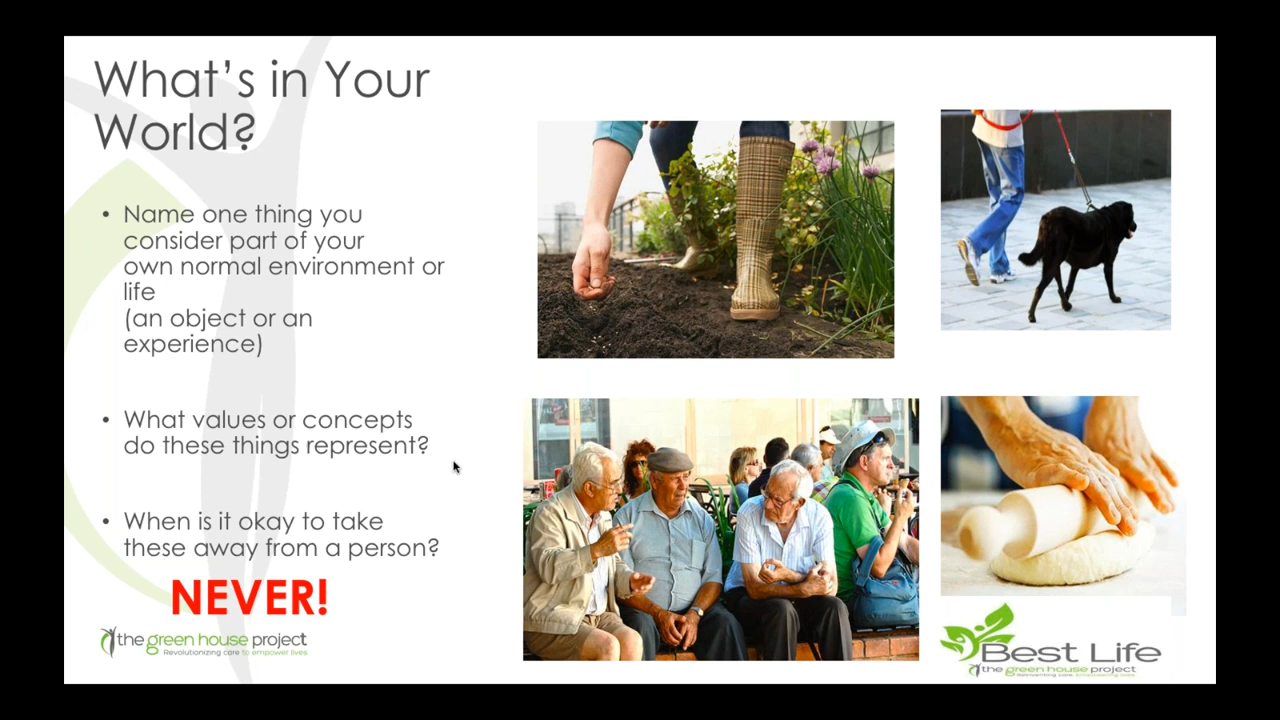 What's in Your
World?
• Name one thing you
consider part of your
own normal environment or
life
(an object or an
experience)
• What values or concepts
do these things represent?
• When is it okay to take
these away from a person?
NEVER!
the green house project
Revolutionizing care to empower lives
Best Life
the green house project